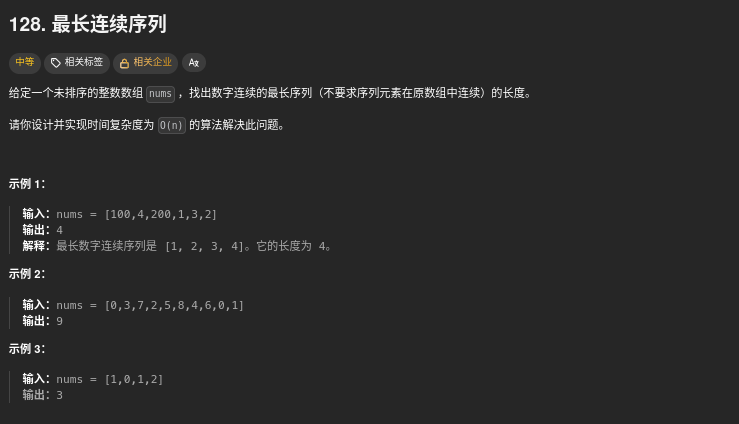 128. 最长连续序列
中等 相关标签 相关企业 Aあ
给定一个未排序的整数数组 nums ，找出数字连续的最长序列（不要求序列元素在原数组中连续）的长度。
请你设计并实现时间复杂度为 O(n) 的算法解决此问题。
示例 1：
输入：nums = [100,4,200,1,3,2]
输出：4
解释：最长数字连续序列是 [1, 2, 3, 4]。它的长度为 4。
示例 2：
输入：nums = [0,3,7,2,5,8,4,6,0,1]
输出：9
示例 3：
输入：nums = [1,0,1,2]
输出：3